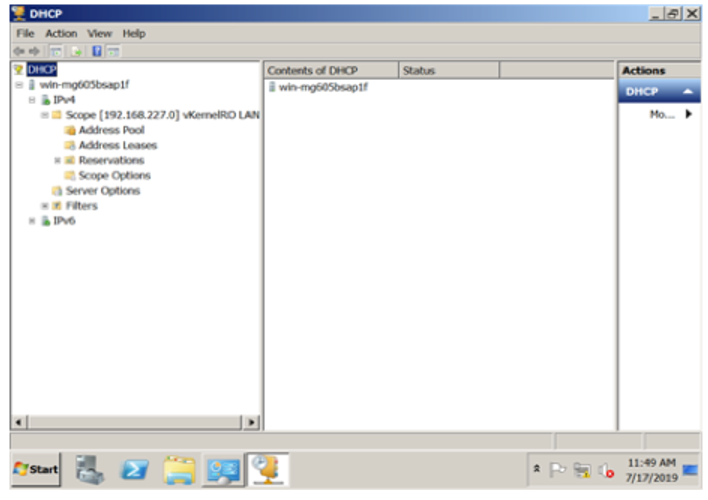 DHCP
File Action View Help
DHCP
win-mg605bsap1f
IPv4
Scope [192.168.227.0] vKernelRO LAN
Address Pool
Address Leases
Reservations
Scope Options
Server Options
Filters
IPv6
Contents of DHCP Status
win-mg605bsap1f
Actions
DHCP
Mo...
Start
11:49 AM
7/17/2019